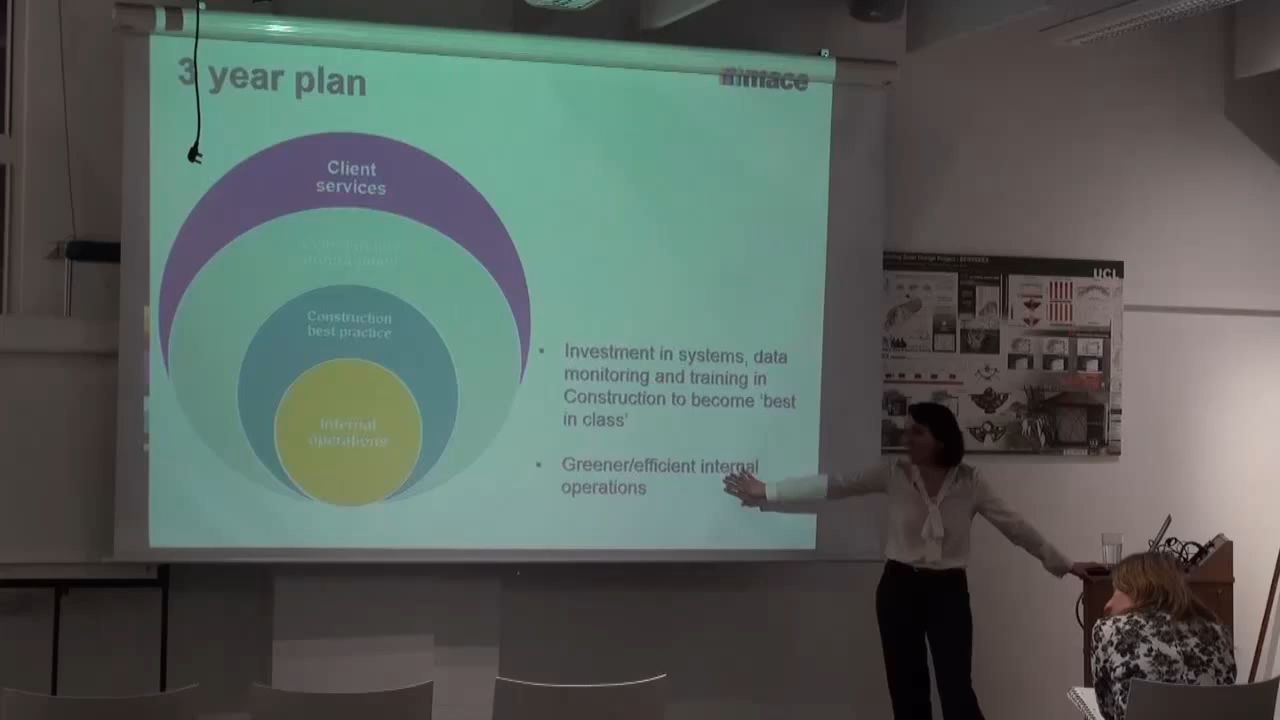 3 year plan
Client
services
Construction
best practice
Internal
operations
Investment in systems, data
monitoring and training in
Construction to become ‘best
in class’
Greener/efficient internal
operations
UCL